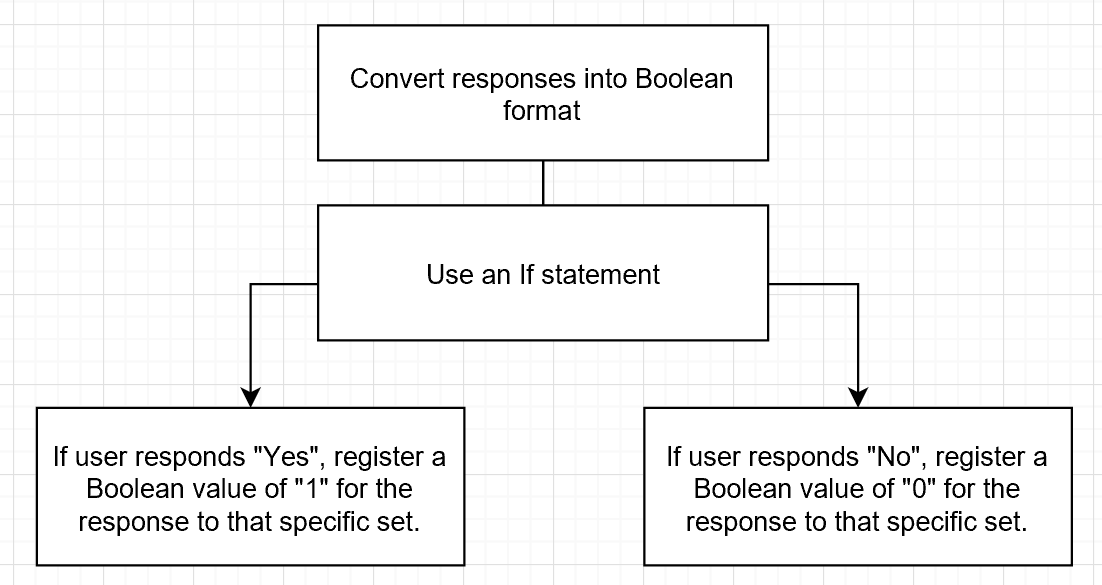 Convert responses into Boolean
format
Use an If statement
If user responds "Yes", register a
Boolean value of "1" for the
response to that specific set.
If user responds "No", register a
Boolean value of "0" for the
response to that specific set.